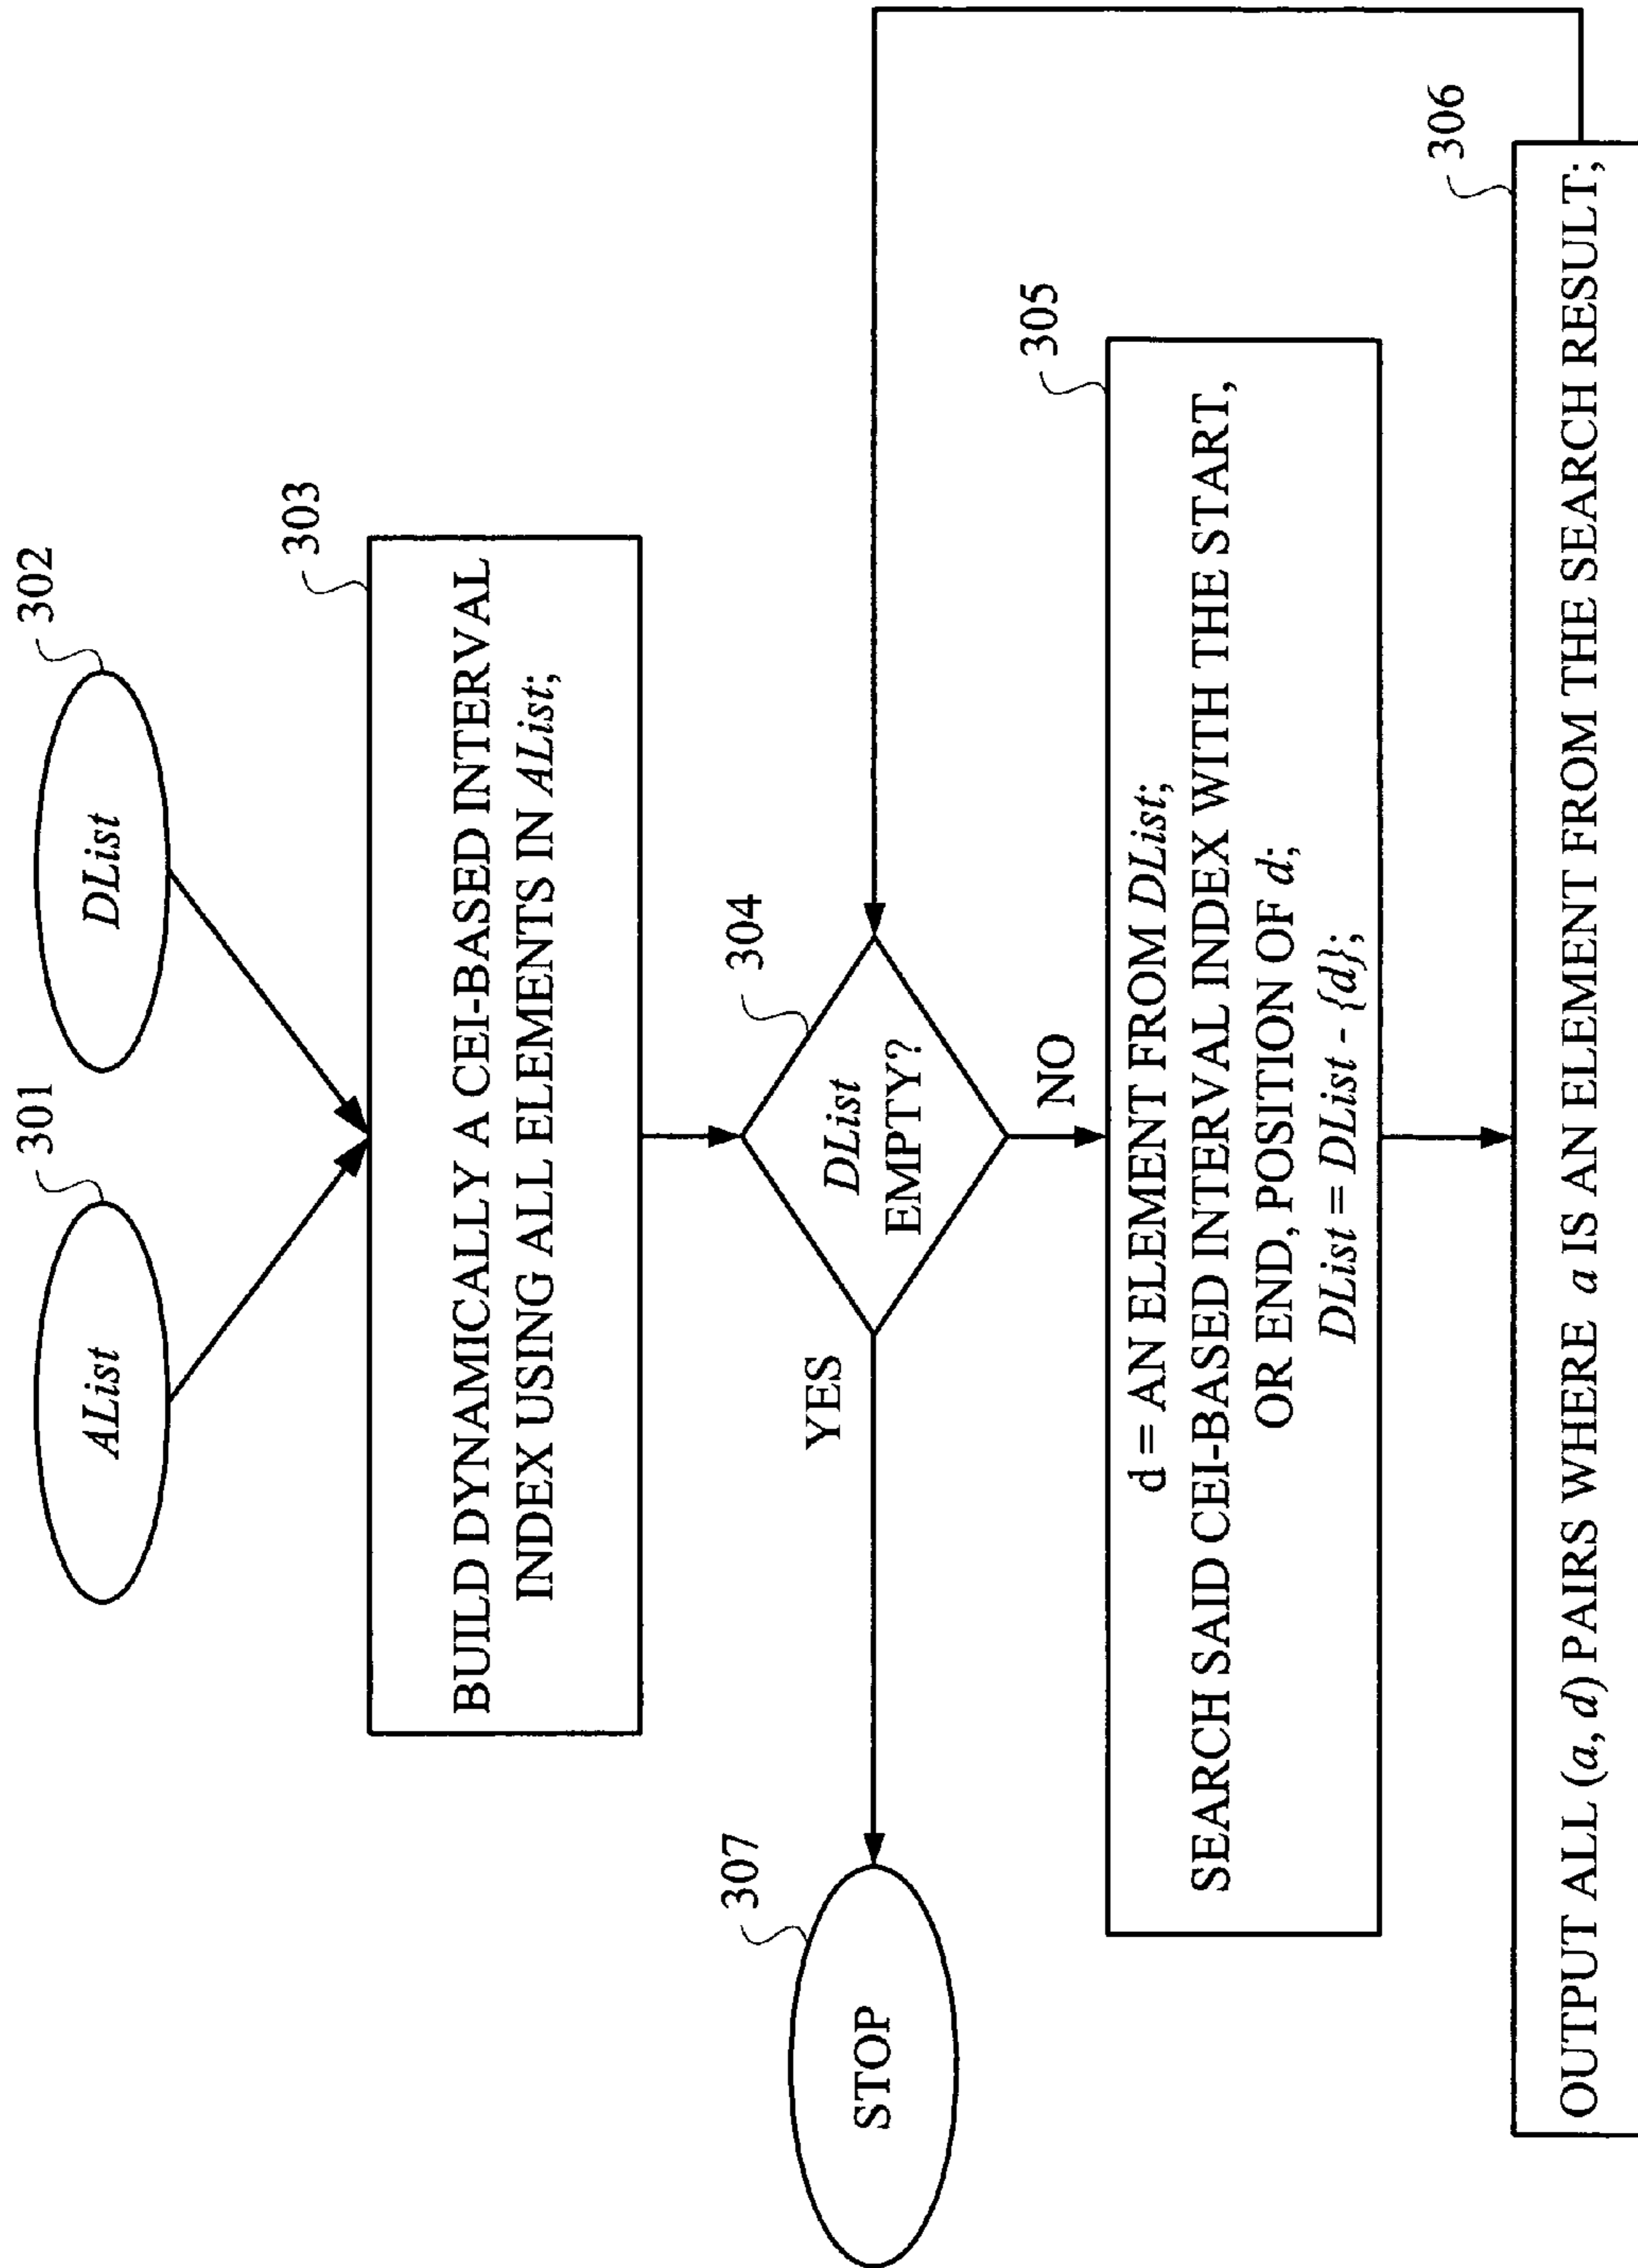 301
AList
302
DList
303
BUILD DYNAMICALLY A CEI-BASED INTERVAL
INDEX USING ALL ELEMENTS IN AList;
304
DList
EMPTY?
YES
NO
307
STOP
305
d = AN ELEMENT FROM DList;
SEARCH SAID CEI-BASED INTERVAL INDEX WITH THE START,
OR END, POSITION OF d;
DList = DList - {d};
306
OUTPUT ALL (a, d) PAIRS WHERE a IS AN ELEMENT FROM THE SEARCH RESULT;